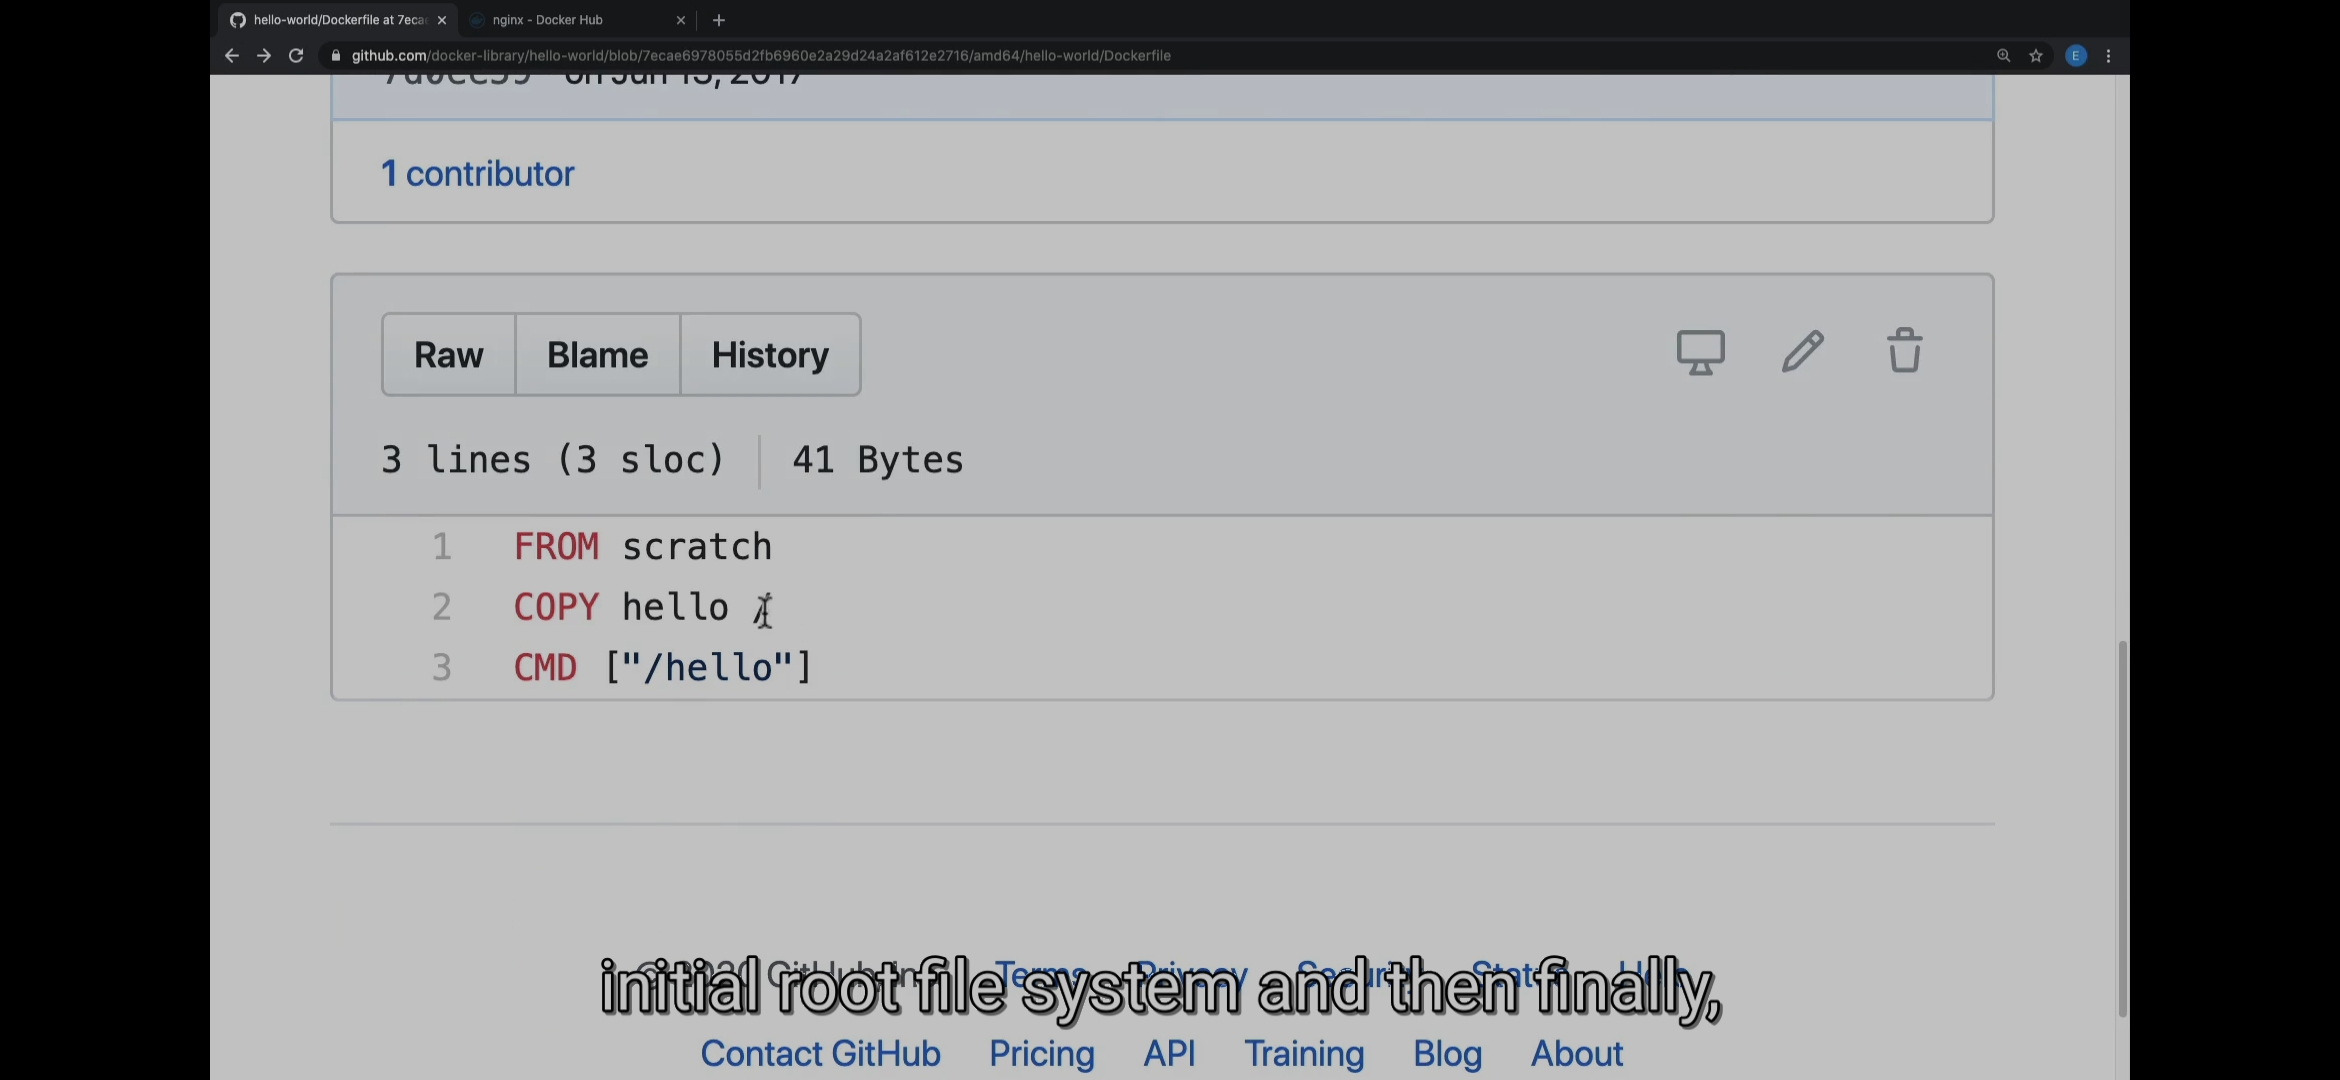 hello-world/Dockerfile at 7eca
nginx - Docker Hub
github.com/docker-library/hello-world/blob/7ecae6978055d2fb6960e2a29d24a2af612e2716/amd64/hello-world/Dockerfile
E
7d0ee59 on Jun 13, 2017
1 contributor
Raw Blame History
3 lines (3 sloc) 41 Bytes
1 FROM scratch
2 COPY hello /
3 CMD ["/hello"]
© 2020 GitHub, Inc. Terms Privacy Security Status Help
initial root file system and then finally,
Contact GitHub Pricing API Training Blog About